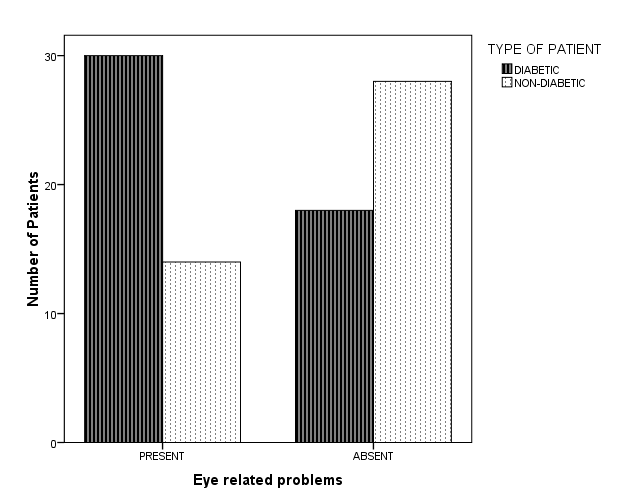 TYPE OF PATIENT
DIABETIC
NON-DIABETIC
Number of Patients
30
20
10
0
PRESENT
ABSENT
Eye related problems